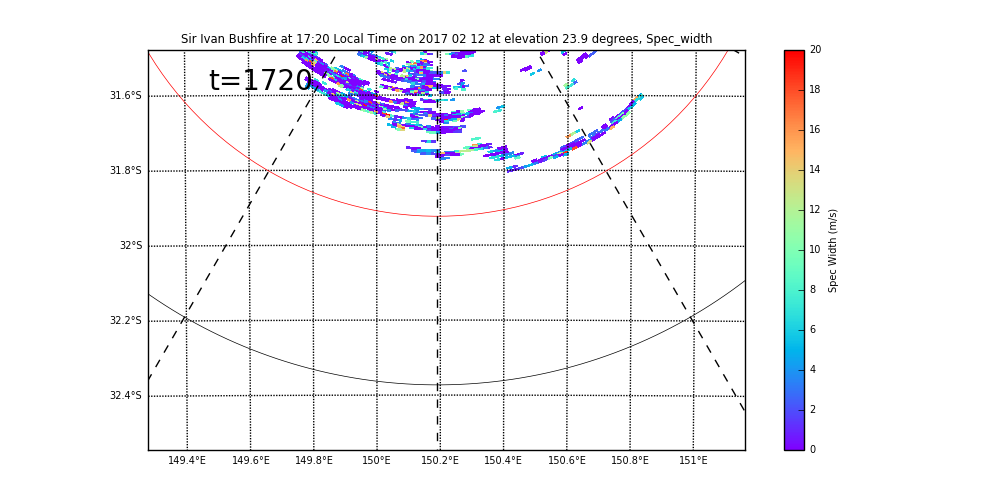 Sir Ivan Bushfire at 17:20 Local Time on 2017 02 12 at elevation 23.9 degrees, Spec_width
t=1720
31.6°S
31.8°S
32°S
32.2°S
32.4°S
149.4°E 149.6°E 149.8°E 150°E 150.2°E 150.4°E 150.6°E 150.8°E 151°E
20
18
16
14
12
10
8
6
4
2
0
Spec Width (m/s)